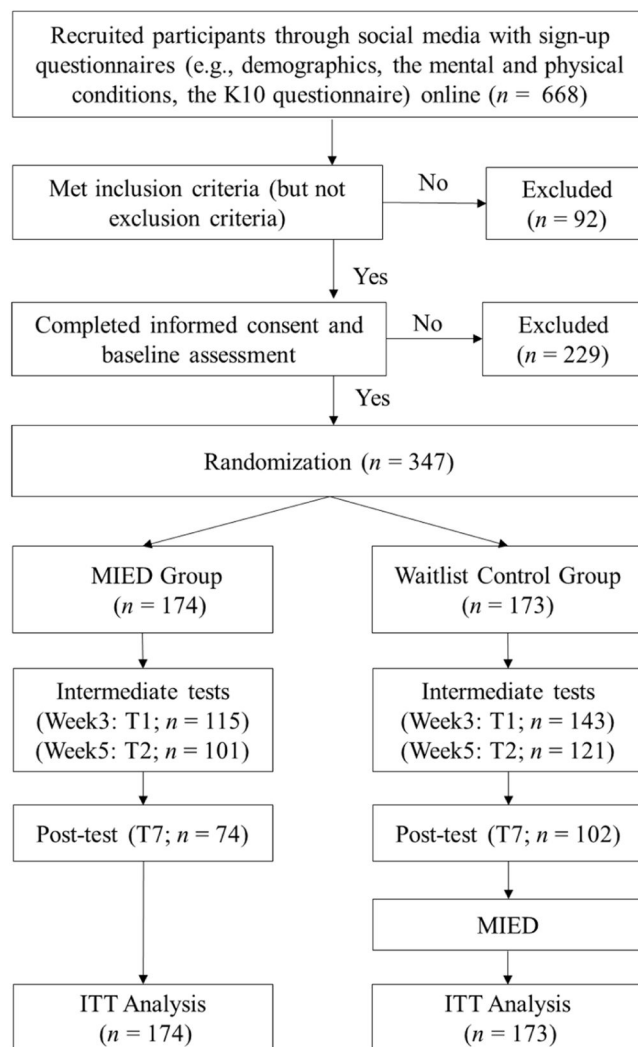 Recruited participants through social media with sign-up
questionnaires (e.g., demographics, the mental and physical
conditions, the K10 questionnaire) online (n = 668)
Met inclusion criteria (but not
exclusion criteria)
No
Excluded
(n = 92)
Yes
Completed informed consent and
baseline assessment
No
Excluded
(n = 229)
Yes
Randomization (n = 347)
MIED Group
(n = 174)
Waitlist Control Group
(n = 173)
Intermediate tests
(Week3: T1; n = 115)
(Week5: T2; n = 101)
Intermediate tests
(Week3: T1; n = 143)
(Week5: T2; n = 121)
Post-test (T7; n = 74)
Post-test (T7; n = 102)
MIED
ITT Analysis
(n = 174)
ITT Analysis
(n = 173)